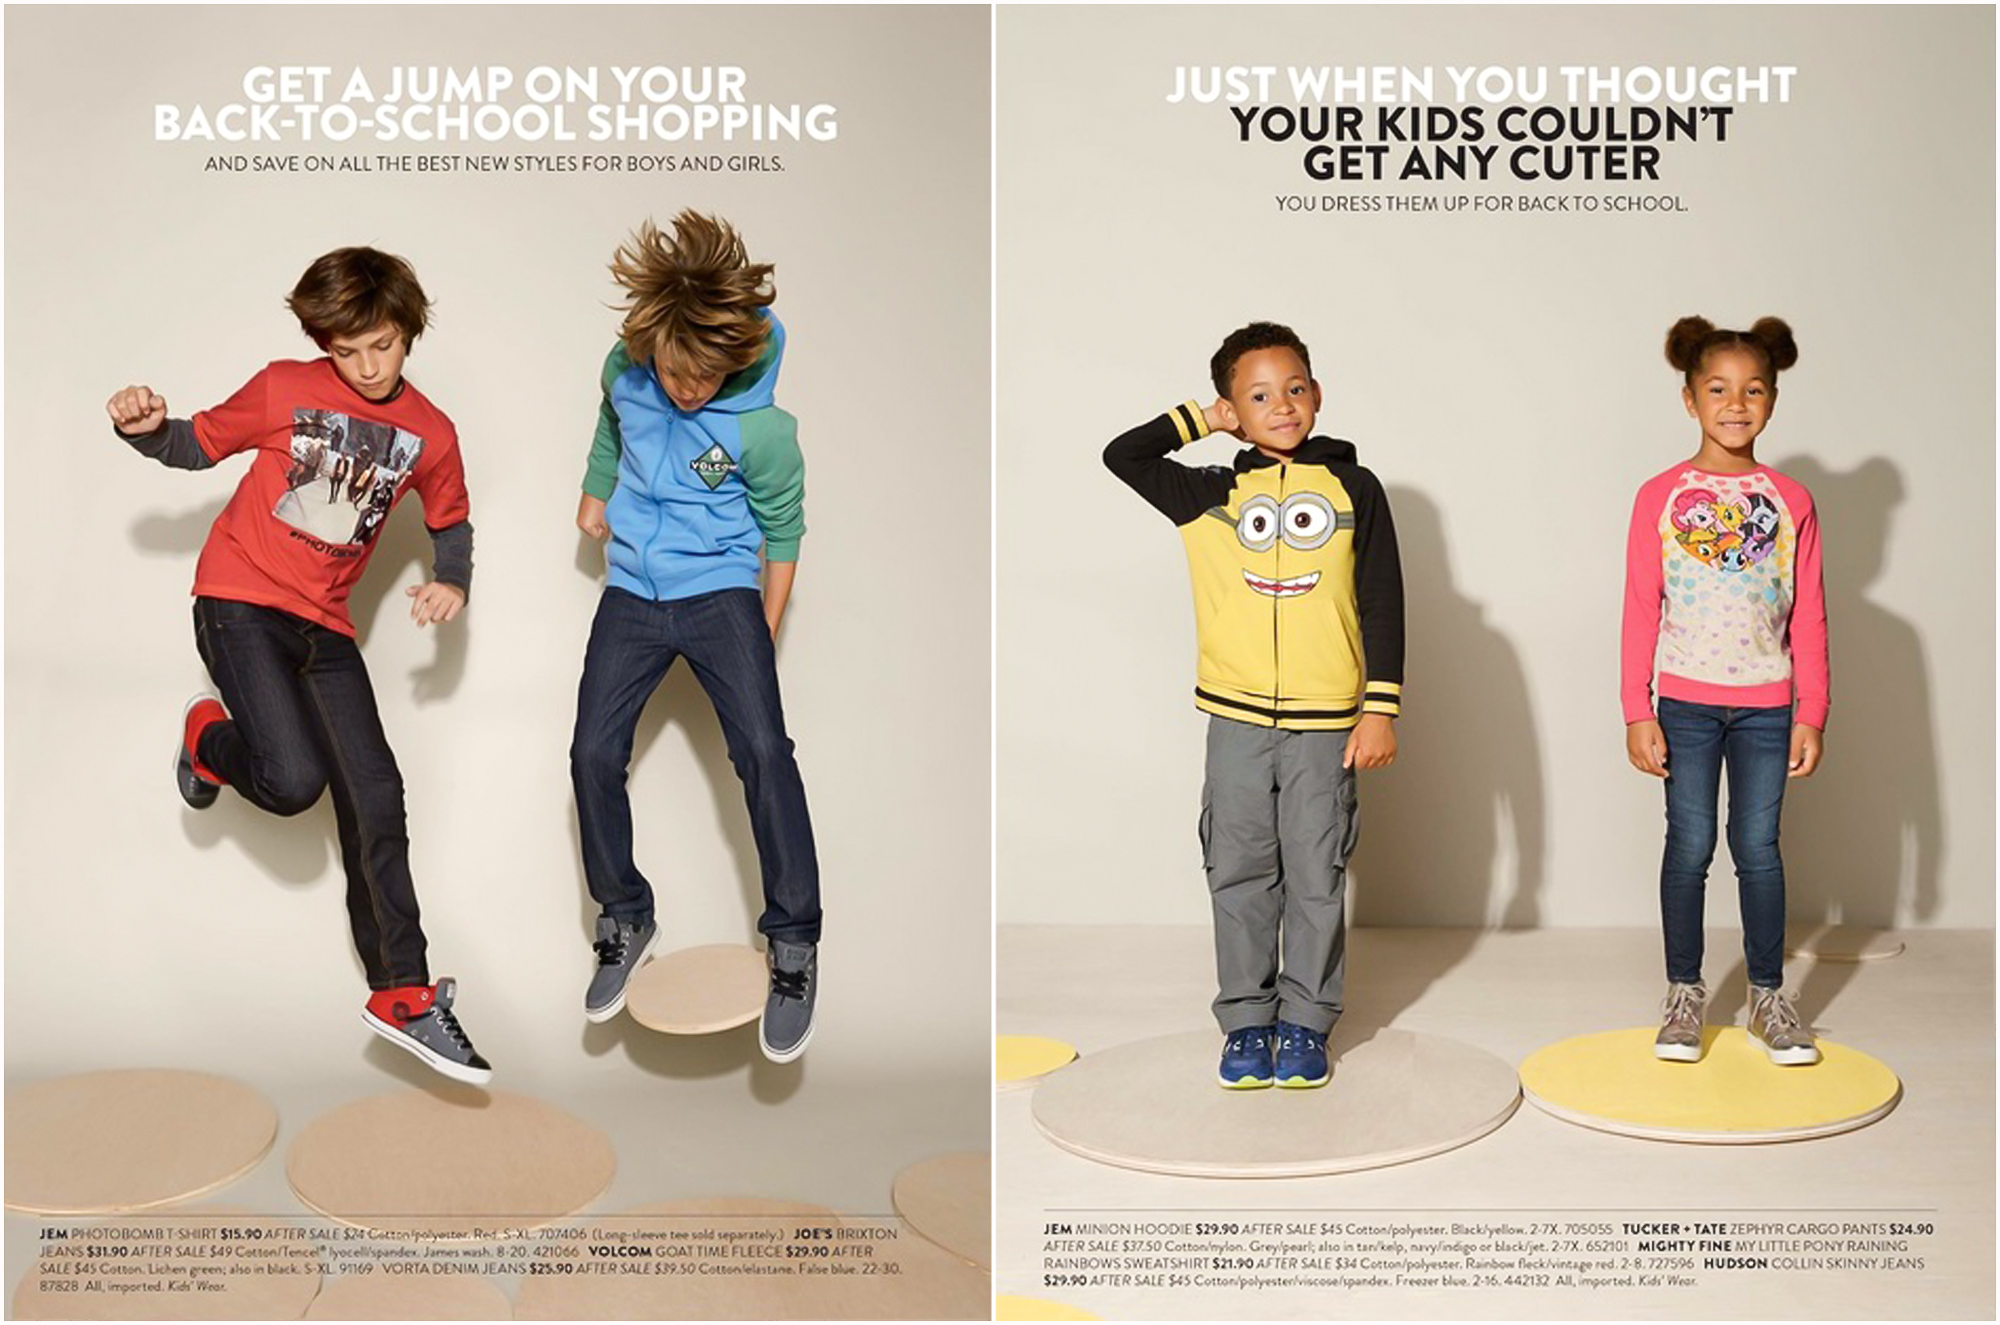 GET A JUMP ON YOUR
BACK-TO-SCHOOL SHOPPING
AND SAVE ON ALL THE BEST NEW STYLES FOR BOYS AND GIRLS.
VOLCOM
JEM PHOTOBOMB T-SHIRT $15.90 AFTER SALE $24 Cotton/polyester. Red. S-XL. 707406 (Long-sleeve tee sold separately.) JOE'S BRIXTON
JEANS $31.90 AFTER SALE $49 Cotton/Tencel® lyocell/spandex. James wash. 8-20. 421066 VOLCOM GOAT TIME FLEECE $29.90 AFTER
SALE $45 Cotton. Lichen green; also in black. S-XL. 91169 VORTA DENIM JEANS $25.90 AFTER SALE $39.50 Cotton/elastane. False blue. 22-30.
87828 All, imported. Kids' Wear.
JUST WHEN YOU THOUGHT
YOUR KIDS COULDN'T
GET ANY CUTER
YOU DRESS THEM UP FOR BACK TO SCHOOL.
JEM MINION HOODIE $29.90 AFTER SALE $45 Cotton/polyester. Black/yellow. 2-7X. 705055 TUCKER + TATE ZEPHYR CARGO PANTS $24.90
AFTER SALE $37.50 Cotton/nylon. Grey/pearl; also in tan/kelp, navy/indigo or black/jet. 2-7X. 652101 MIGHTY FINE MY LITTLE PONY RAINING
RAINBOWS SWEATSHIRT $21.90 AFTER SALE $34 Cotton/polyester. Rainbow fleck/vintage red. 2-8. 727596 HUDSON COLLIN SKINNY JEANS
$29.90 AFTER SALE $45 Cotton/polyester/viscose/spandex. Freezer blue. 2-16. 442132 All, imported. Kids' Wear.